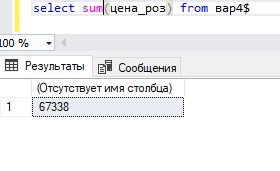 select sum(цена_роз) from вар4$
100 %
Результаты Сообщения
(Отсутствует имя столбца)
1 67338